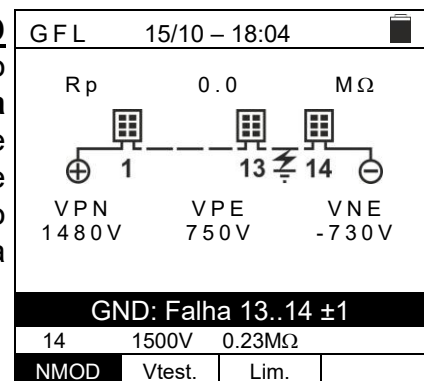 GFL 15/10 – 18:04
Rp 0.0 MΩ
1 13 14
VPN VPE VNE
1480V 750V -730V
GND: Falha 13..14 ±1
14 1500V 0.23MΩ
NMOD Vtest. Lim.